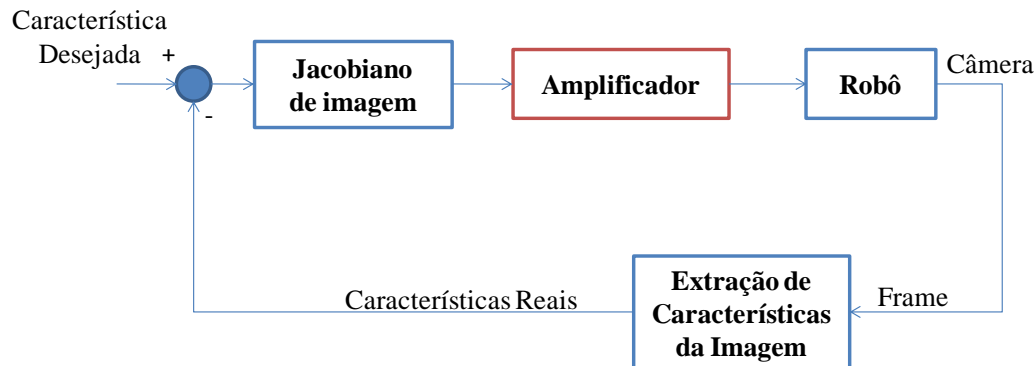 Característica
Desejada +
-
Jacobiano
de imagem
Amplificador
Robô
Câmera
Extração de
Características
da Imagem
Frame
Características Reais